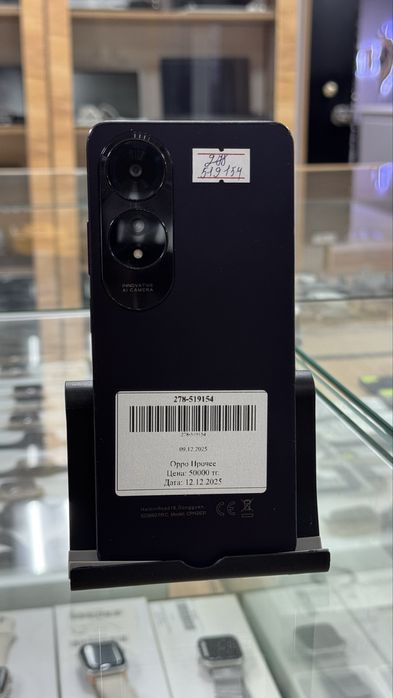 278
519154
INNOVATIVE
AI CAMERA
278-519154
278-519154
09.12.2025
Oppo Прочее
Цена: 50000 тг.
Дата: 12.12.2025
CE